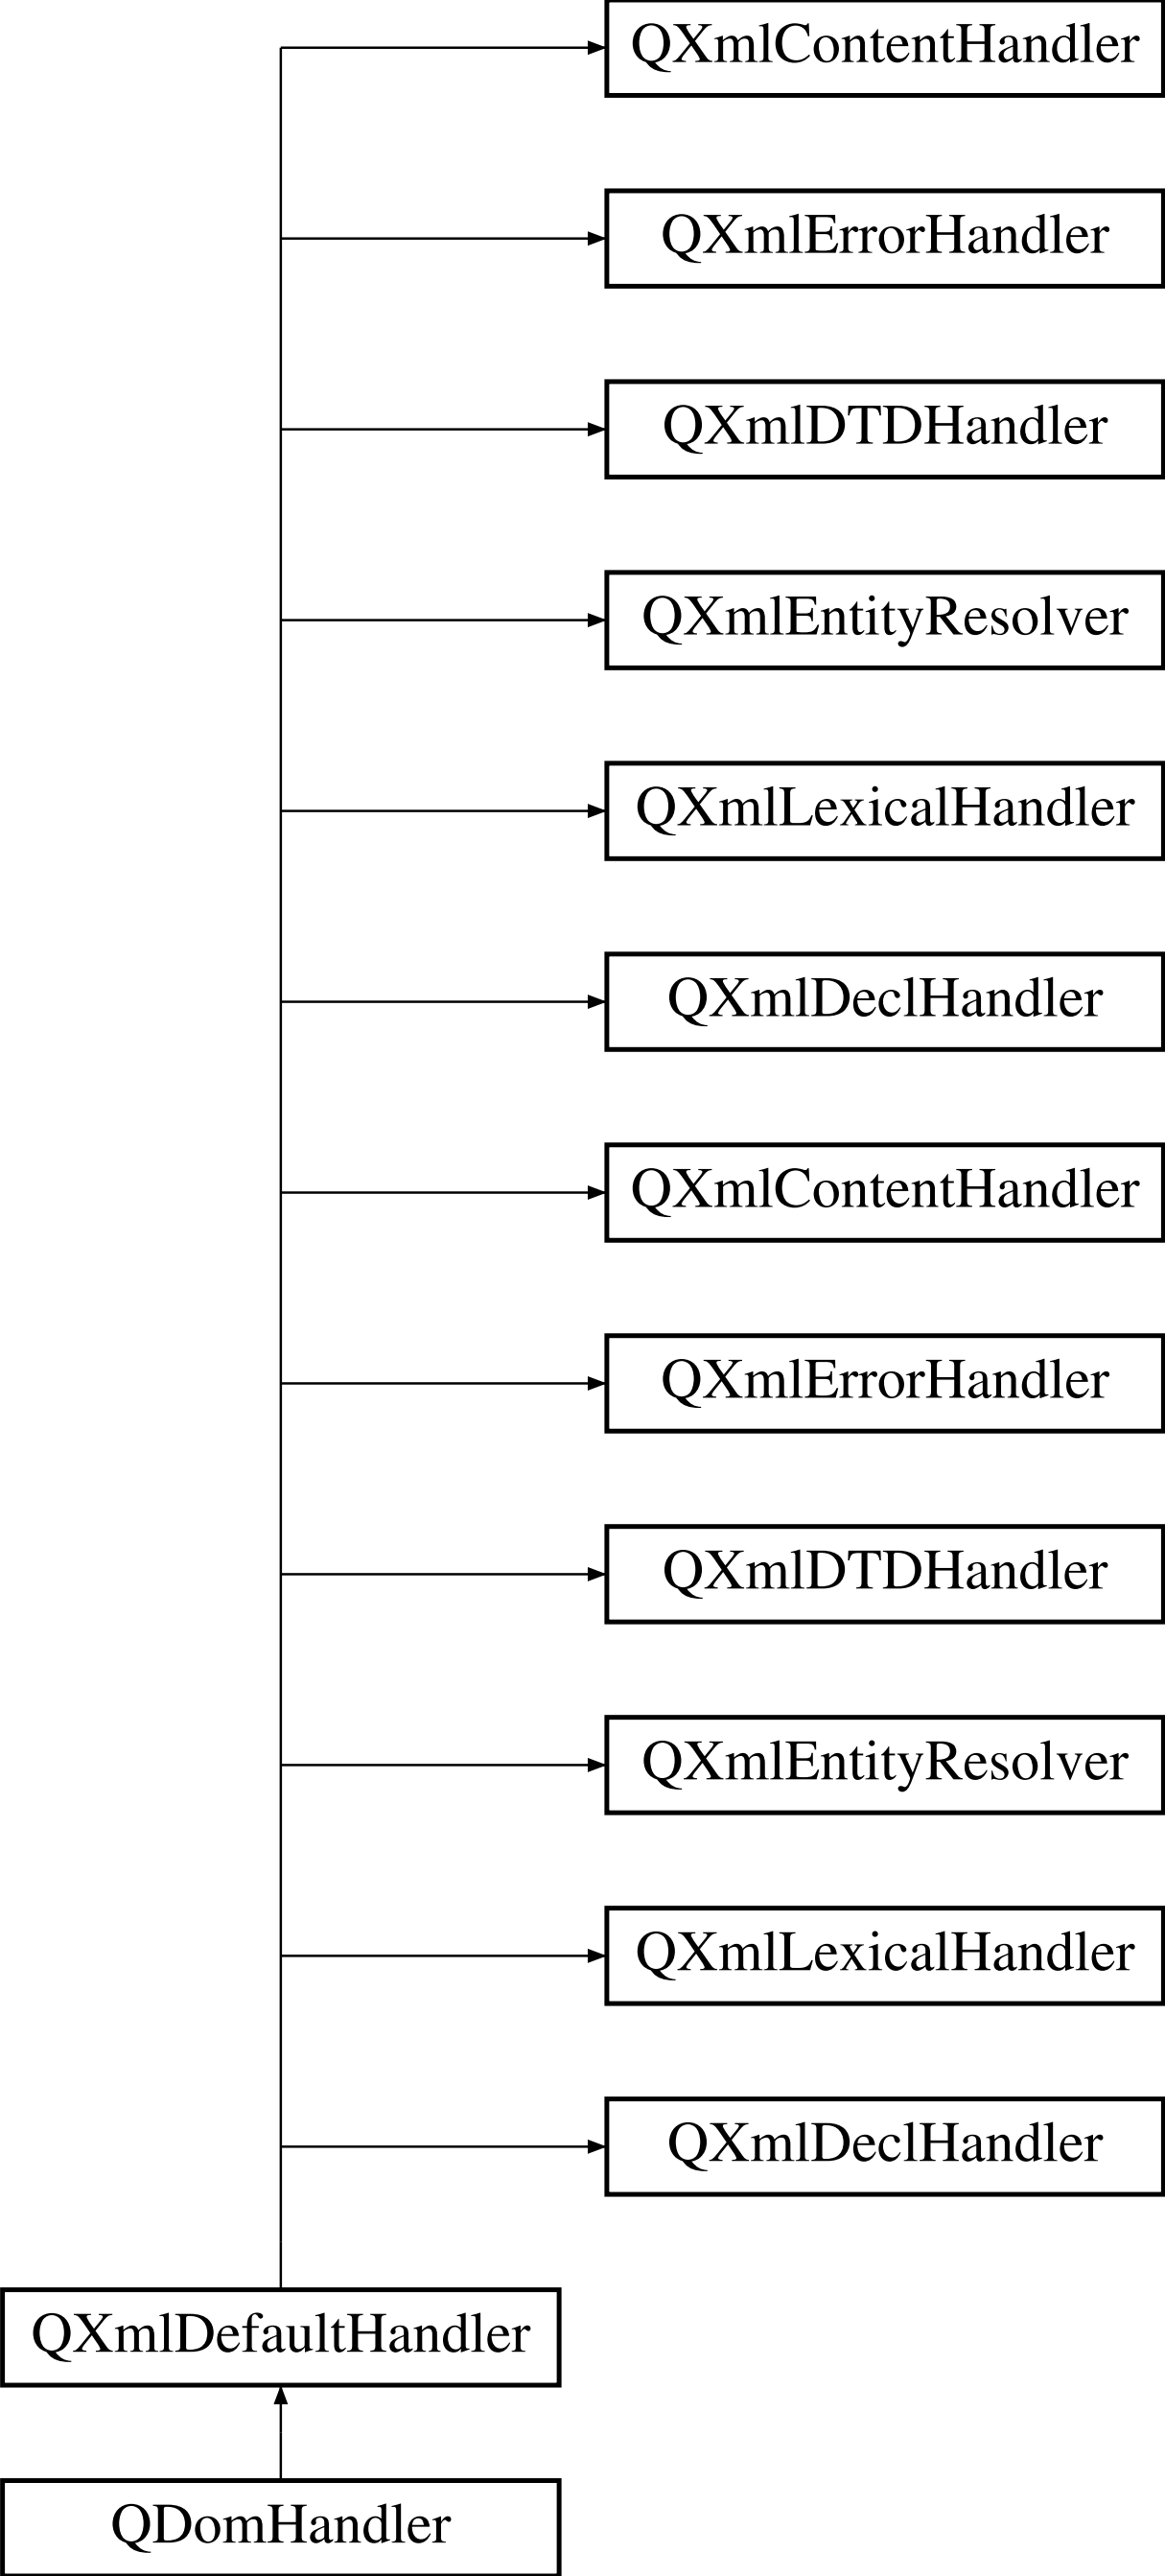 QXmlContentHandler
QXmlErrorHandler
QXmlDTDHandler
QXmlEntityResolver
QXmlLexicalHandler
QXmlDeclHandler
QXmlContentHandler
QXmlErrorHandler
QXmlDTDHandler
QXmlEntityResolver
QXmlLexicalHandler
QXmlDeclHandler
QXmlDefaultHandler
QDomHandler